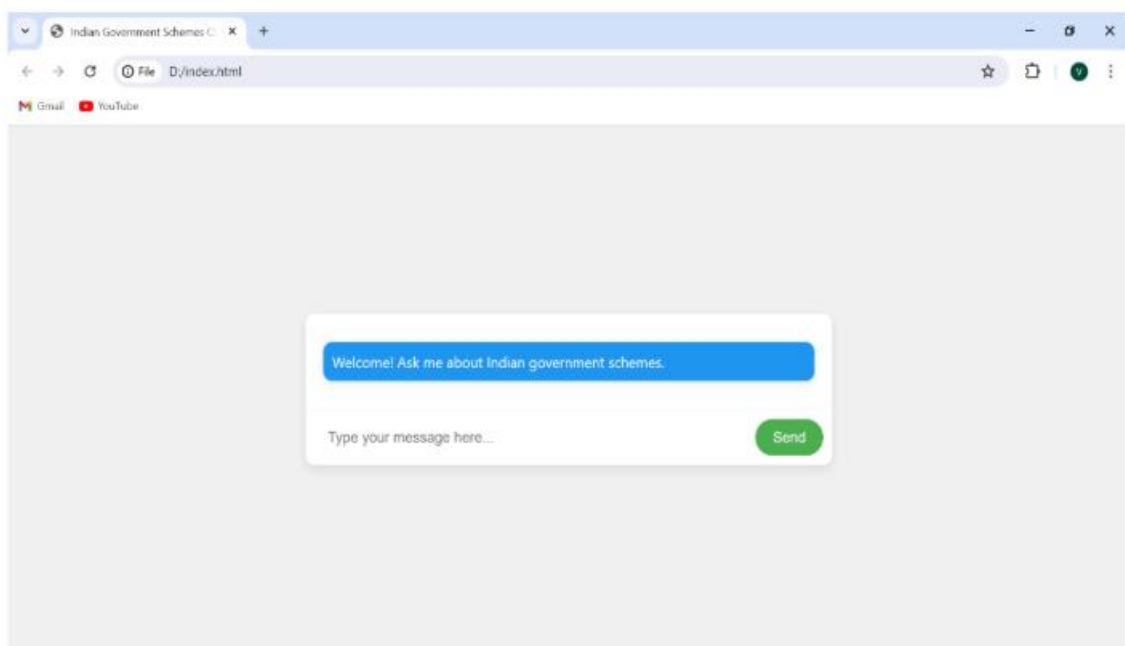 Indian Government Schemes C
File D:/index.html
V
Gmail YouTube
Welcome! Ask me about Indian government schemes.
Type your message here...
Send